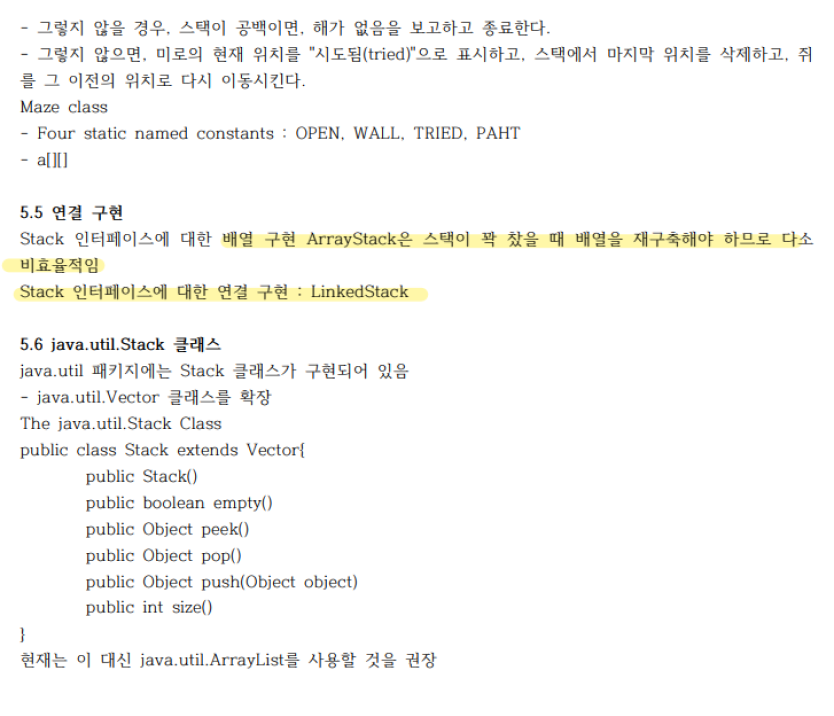 - 그렇지 않을 경우, 스택이 공백이면, 해가 없음을 보고하고 종료한다.
- 그렇지 않으면, 미로의 현재 위치를 "시도됨(tried)"으로 표시하고, 스택에서 마지막 위치를 삭제하고, 쥐
를 그 이전의 위치로 다시 이동시킨다.
Maze class
- Four static named constants : OPEN, WALL, TRIED, PAHT
- a[][]
5.5 연결 구현
Stack 인터페이스에 대한 배열 구현 ArrayStack은 스택이 꽉 찼을 때 배열을 재구축해야 하므로 다소
비효율적임
Stack 인터페이스에 대한 연결 구현 : LinkedStack
5.6 java.util.Stack 클래스
java.util 패키지에는 Stack 클래스가 구현되어 있음
- java.util.Vector 클래스를 확장
The java.util.Stack Class
public class Stack extends Vector{
public Stack()
public boolean empty()
public Object peek()
public Object pop()
public Object push(Object object)
public int size()
}
현재는 이 대신 java.util.ArrayList를 사용할 것을 권장